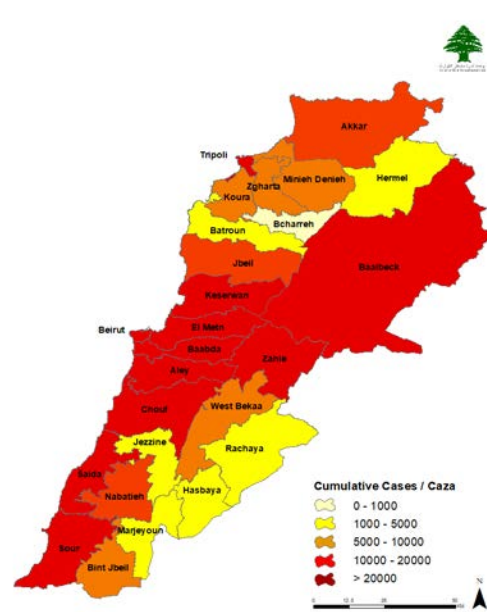 Akkar
Tripoli
Zgharta
Minieh Denieh
Hermel
Koura
Bcharreh
Batroun
Jbeil
Baalbeck
Keserwan
Beirut
El Metn
Baabda
Zahle
Aley
Chouf
West Bekaa
Jezzine
Rachaya
Saida
Hasbaya
Nabatieh
Marjeyoun
Sour
Bint Jbeil
Cumulative Cases / Caza
0 - 1000
1000 - 5000
5000 - 10000
10000 - 20000
> 20000
N